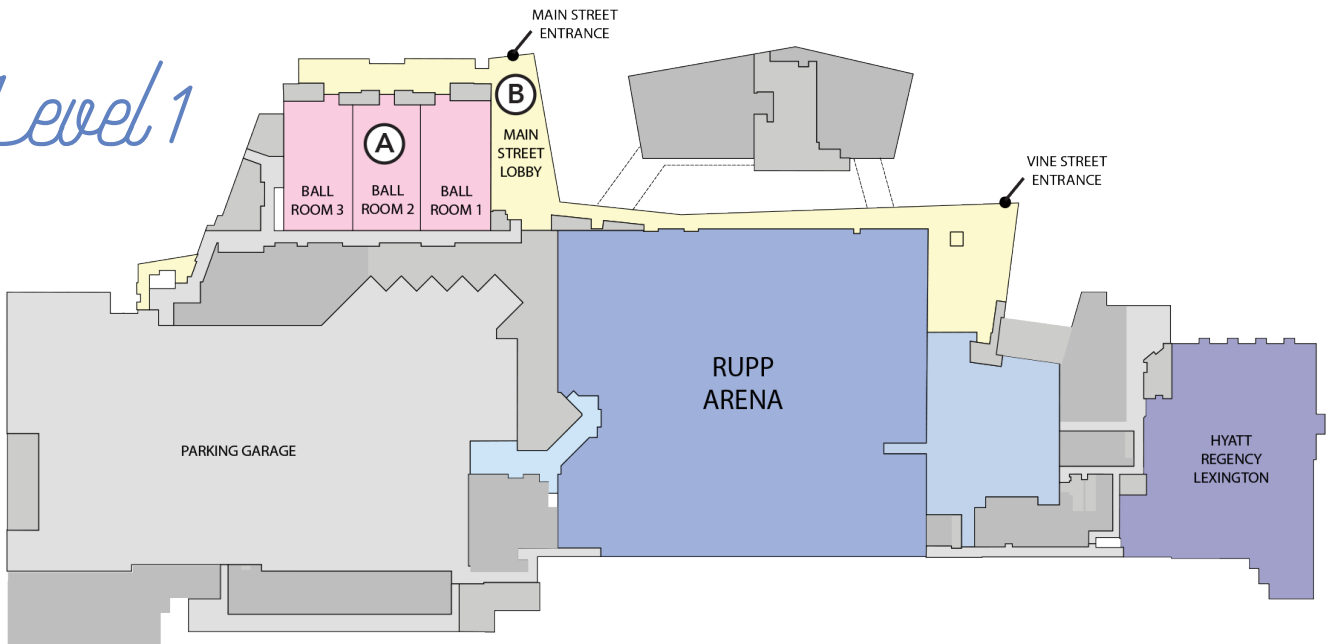 Level 1
MAIN STREET
ENTRANCE
B
MAIN
STREET
LOBBY
A
BALL
ROOM 3
BALL
ROOM 2
BALL
ROOM 1
VINE STREET
ENTRANCE
RUPP
ARENA
PARKING GARAGE
HYATT
REGENCY
LEXINGTON